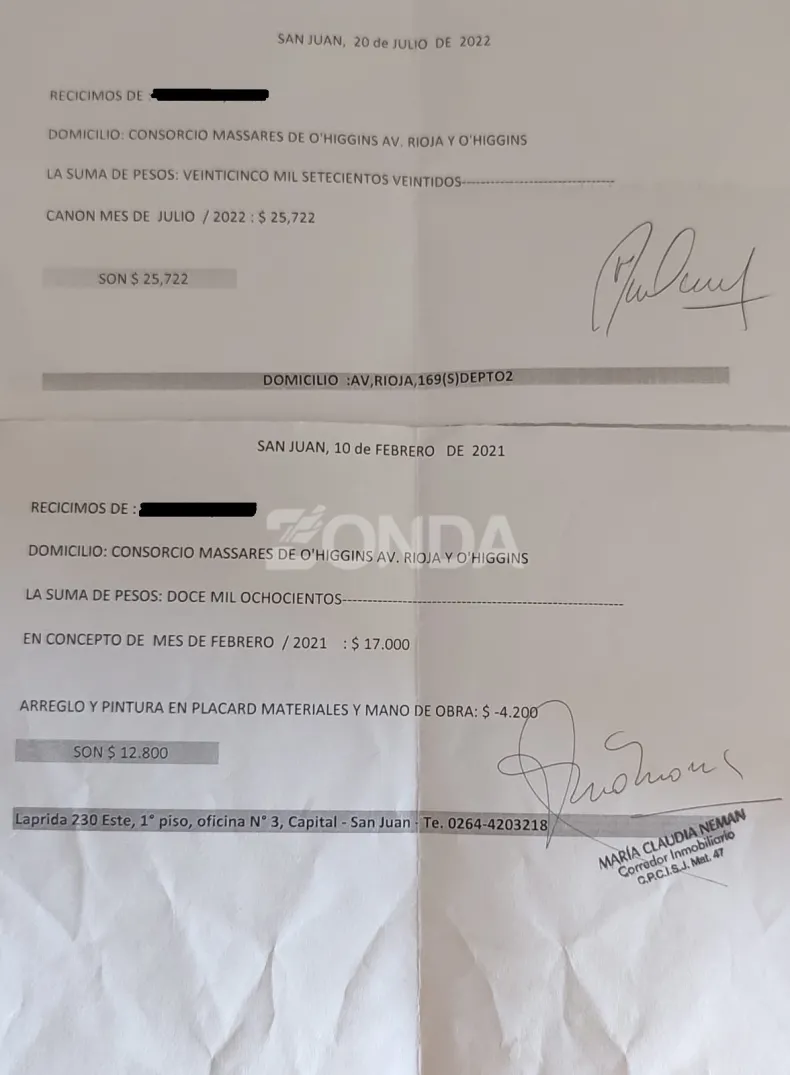 SAN JUAN, 20 de JULIO DE 2022
RECICIMOS DE :
DOMICILIO: CONSORCIO MASSARES DE O'HIGGINS AV. RIOJA Y O'HIGGINS
LA SUMA DE PESOS: VEINTICINCO MIL SETECIENTOS VEINTIDOS------------------------------
CANON MES DE JULIO / 2022 : $ 25,722
SON $ 25,722
DOMICILIO :AV,RIOJA,169(S)DEPTO2
SAN JUAN, 10 de FEBRERO DE 2021
RECICIMOS DE :
ZONDA
DOMICILIO: CONSORCIO MASSARES DE O'HIGGINS AV. RIOJA Y O'HIGGINS
LA SUMA DE PESOS: DOCE MIL OCHOCIENTOS--------------------------------------------------------
EN CONCEPTO DE MES DE FEBRERO / 2021 : $ 17.000
ARREGLO Y PINTURA EN PLACARD MATERIALES Y MANO DE OBRA: $ -4.200
SON $ 12.800
Laprida 230 Este, 1° piso, oficina N° 3, Capital - San Juan - Te. 0264-4203218
MARÍA CLAUDIA NEMAN
Corredor Inmobiliario
C.P.C.I.S.J. Mat. 47